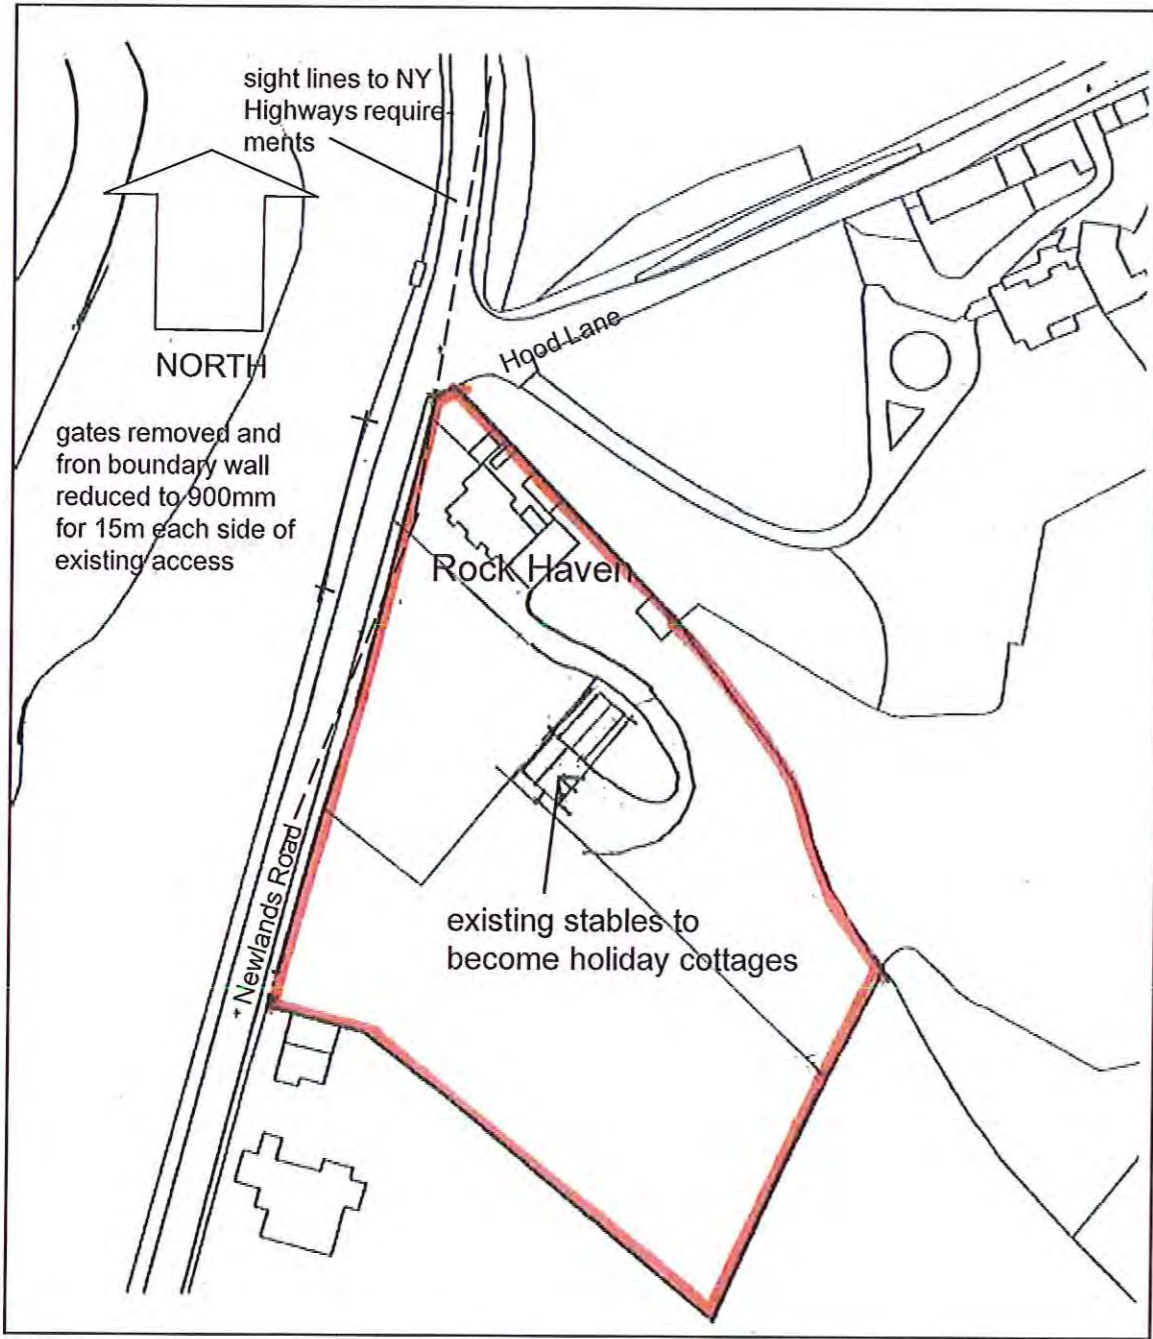 sight lines to NY
Highways require-
ments
NORTH
Hood Lane
gates removed and
fron boundary wall
reduced to 900mm
for 15m each side of
existing access
Rock Haven
Newlands Road
existing stables to
become holiday cottages